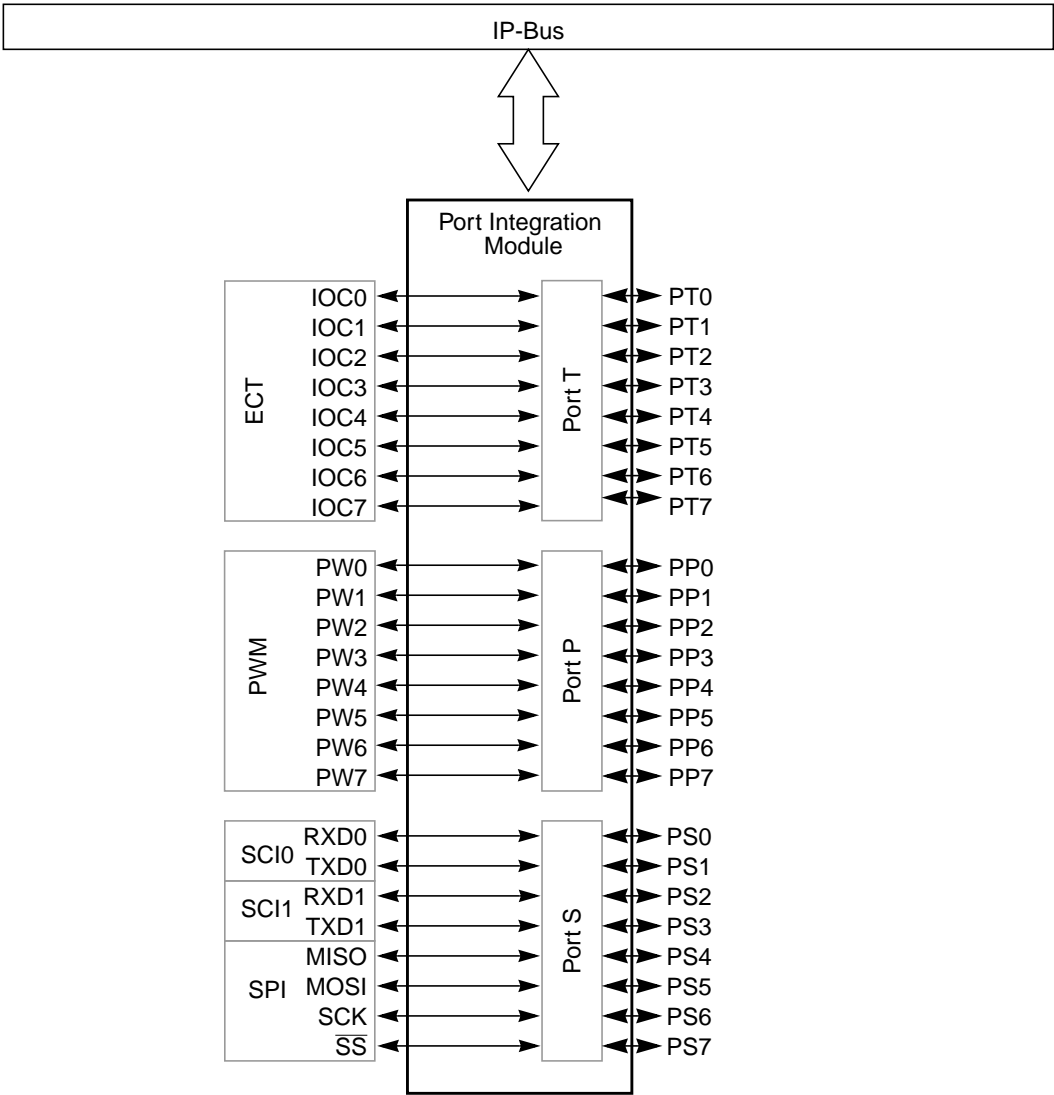 IP-Bus
Port Integration
Module
ECT
IOC0
IOC1
IOC2
IOC3
IOC4
IOC5
IOC6
IOC7
Port T
PT0
PT1
PT2
PT3
PT4
PT5
PT6
PT7
PWM
PW0
PW1
PW2
PW3
PW4
PW5
PW6
PW7
Port P
PP0
PP1
PP2
PP3
PP4
PP5
PP6
PP7
SCI0
RXD0
TXD0
SCI1
RXD1
TXD1
SPI
MISO
MOSI
SCK
S̅S̅
Port S
PS0
PS1
PS2
PS3
PS4
PS5
PS6
PS7